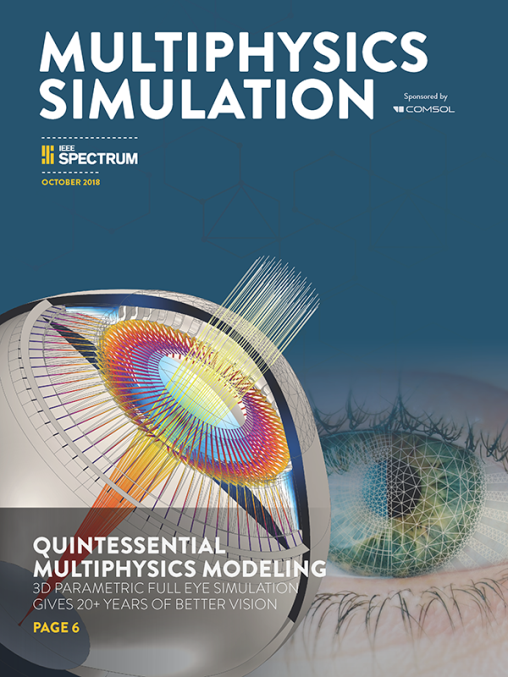 MULTIPHYSICS
SIMULATION
Sponsored by
COMSOL
IEEE
SPECTRUM
OCTOBER 2018
QUINTESSENTIAL
MULTIPHYSICS MODELING
3D PARAMETRIC FULL EYE SIMULATION
GIVES 20+ YEARS OF BETTER VISION
PAGE 6